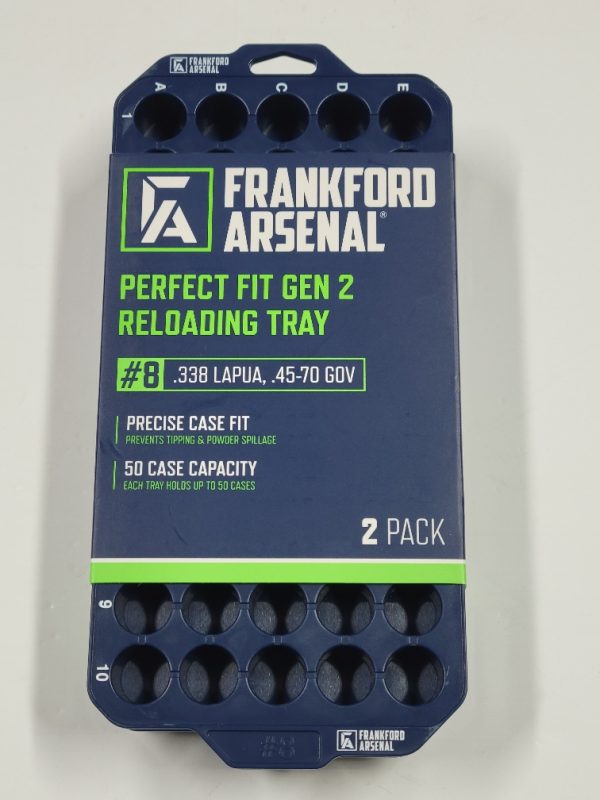 FRANKFORD
ARSENAL
A B C D E
1
FRANKFORD
ARSENAL®
PERFECT FIT GEN 2
RELOADING TRAY
#8 .338 LAPUA, .45-70 GOV
PRECISE CASE FIT
PREVENTS TIPPING & POWDER SPILLAGE
50 CASE CAPACITY
EACH TRAY HOLDS UP TO 50 CASES
2 PACK
9
10
FRANKFORD
ARSENAL